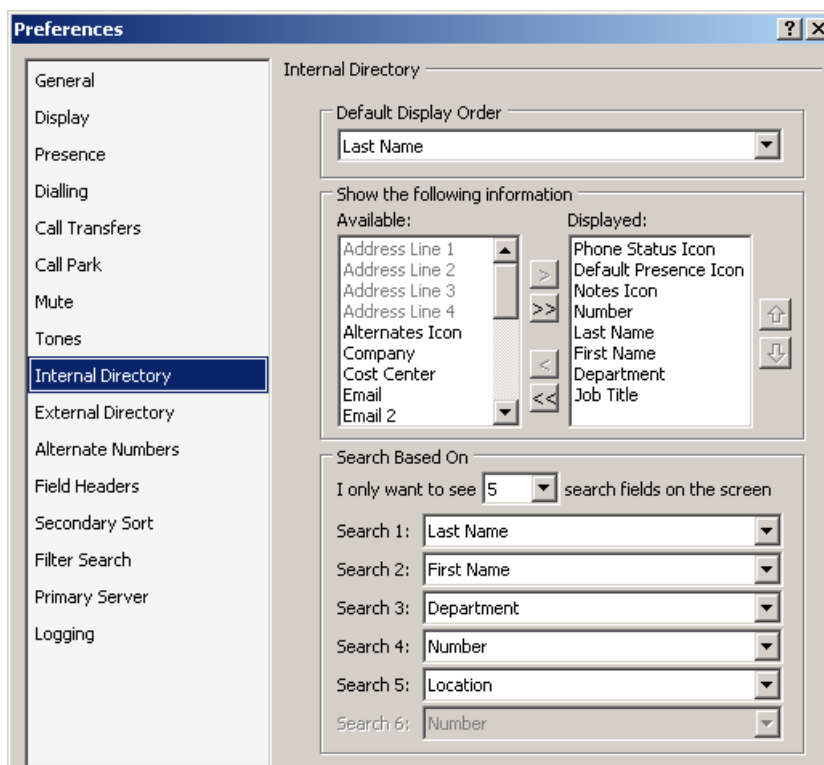 Preferences
General
Display
Presence
Dialling
Call Transfers
Call Park
Mute
Tones
Internal Directory
External Directory
Alternate Numbers
Field Headers
Secondary Sort
Filter Search
Primary Server
Logging
Internal Directory
Default Display Order
Last Name
Show the following information
Available:
Address Line 1
Address Line 2
Address Line 3
Address Line 4
Alternates Icon
Company
Cost Center
Email
Email 2
>
>>
<
<<
Displayed:
Phone Status Icon
Default Presence Icon
Notes Icon
Number
Last Name
First Name
Department
Job Title
Search Based On
I only want to see 5 search fields on the screen
Search 1: Last Name
Search 2: First Name
Search 3: Department
Search 4: Number
Search 5: Location
Search 6: Number